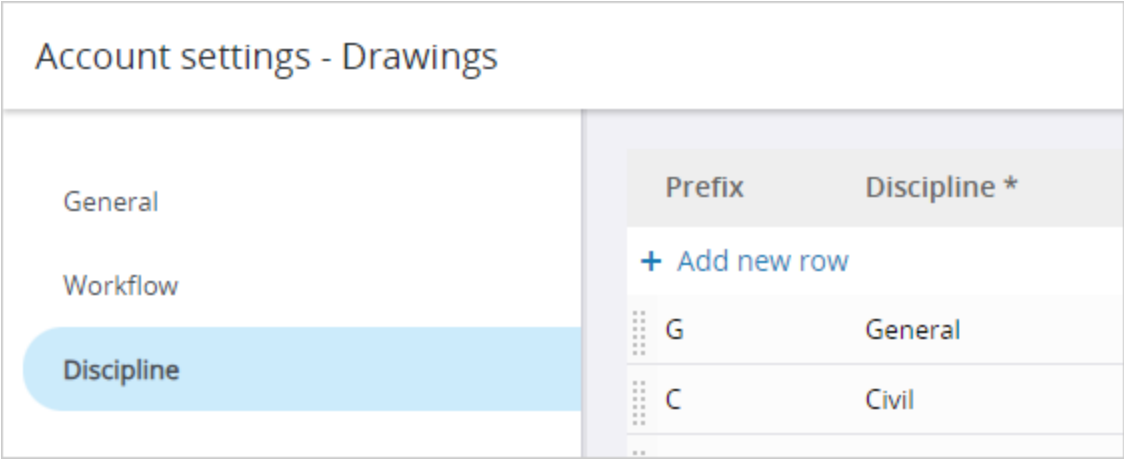 Account settings - Drawings
General
Workflow
Discipline
Prefix Discipline *
+ Add new row
G General
C Civil